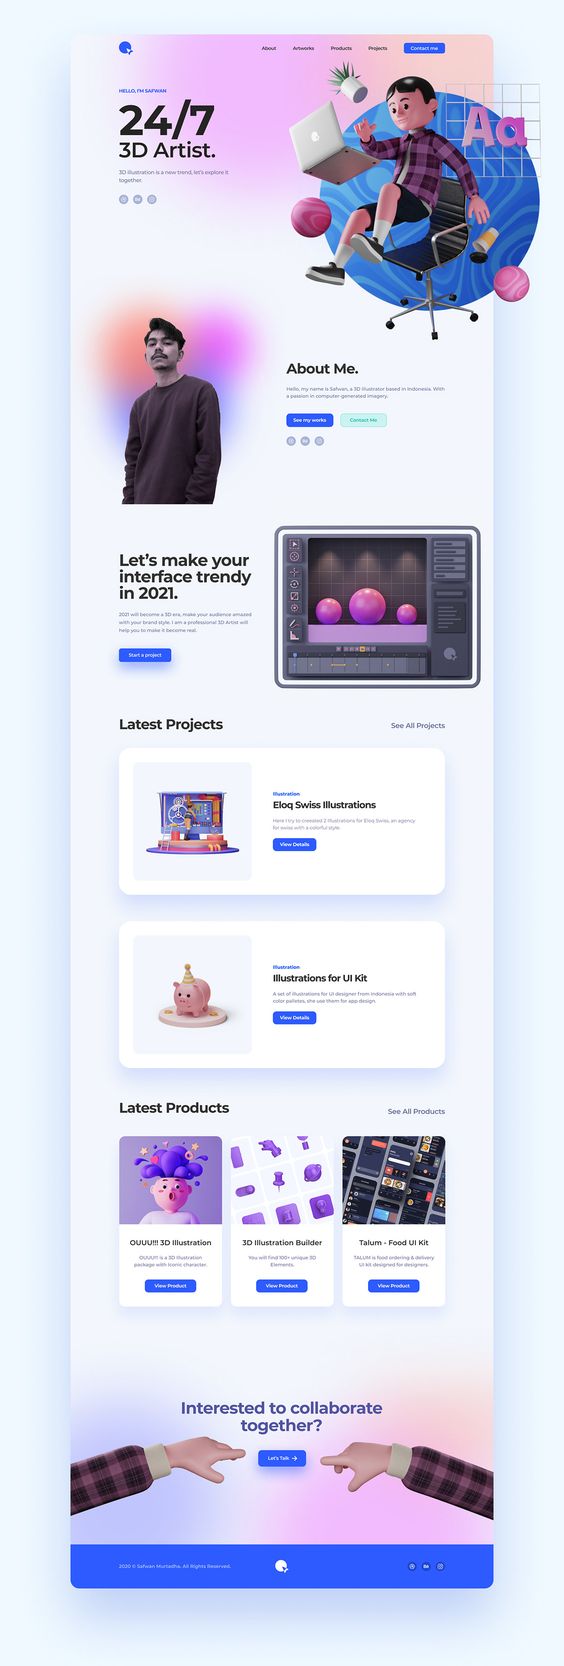 About
Artworks
Products
Projects
Contact me
HELLO, I'M SAFWAN
24/7
3D Artist.
3D illustration is a new trend, let's explore it
together.
Aa
About Me.
Hello, my name is Safwan, a 3D Illustrator based in Indonesia. With
a passion in computer-generated imagery.
See my works
Contact Me
Let's make your
interface trendy
in 2021.
2021 will become a 3D era, make your audience amazed
with your brand style. I am a professional 3D Artist will
help you to make it become real.
Start a project
Latest Projects
See All Projects
Illustration
Eloq Swiss Illustrations
Here I try to creeated 2 illustrations for Eloq Swiss, an agency
for swiss with a colorful style.
View Details
Illustration
Illustrations for UI Kit
A set of illustrations for UI designer from Indonesia with soft
color palletes, she use them for app design.
View Details
Latest Products
See All Products
OUUU!!! 3D Illustration
OUUU!!! is a 3D Illustration
package with iconic character.
View Product
3D Illustration Builder
You will find 100+ unique 3D
Elements.
View Product
Talum - Food UI Kit
TALUM is food ordering & delivery
UI kit designed for designers.
View Product
Interested to collaborate
together?
Let's Talk
2020 © Safwan Murtadha. All Rights Reserved.